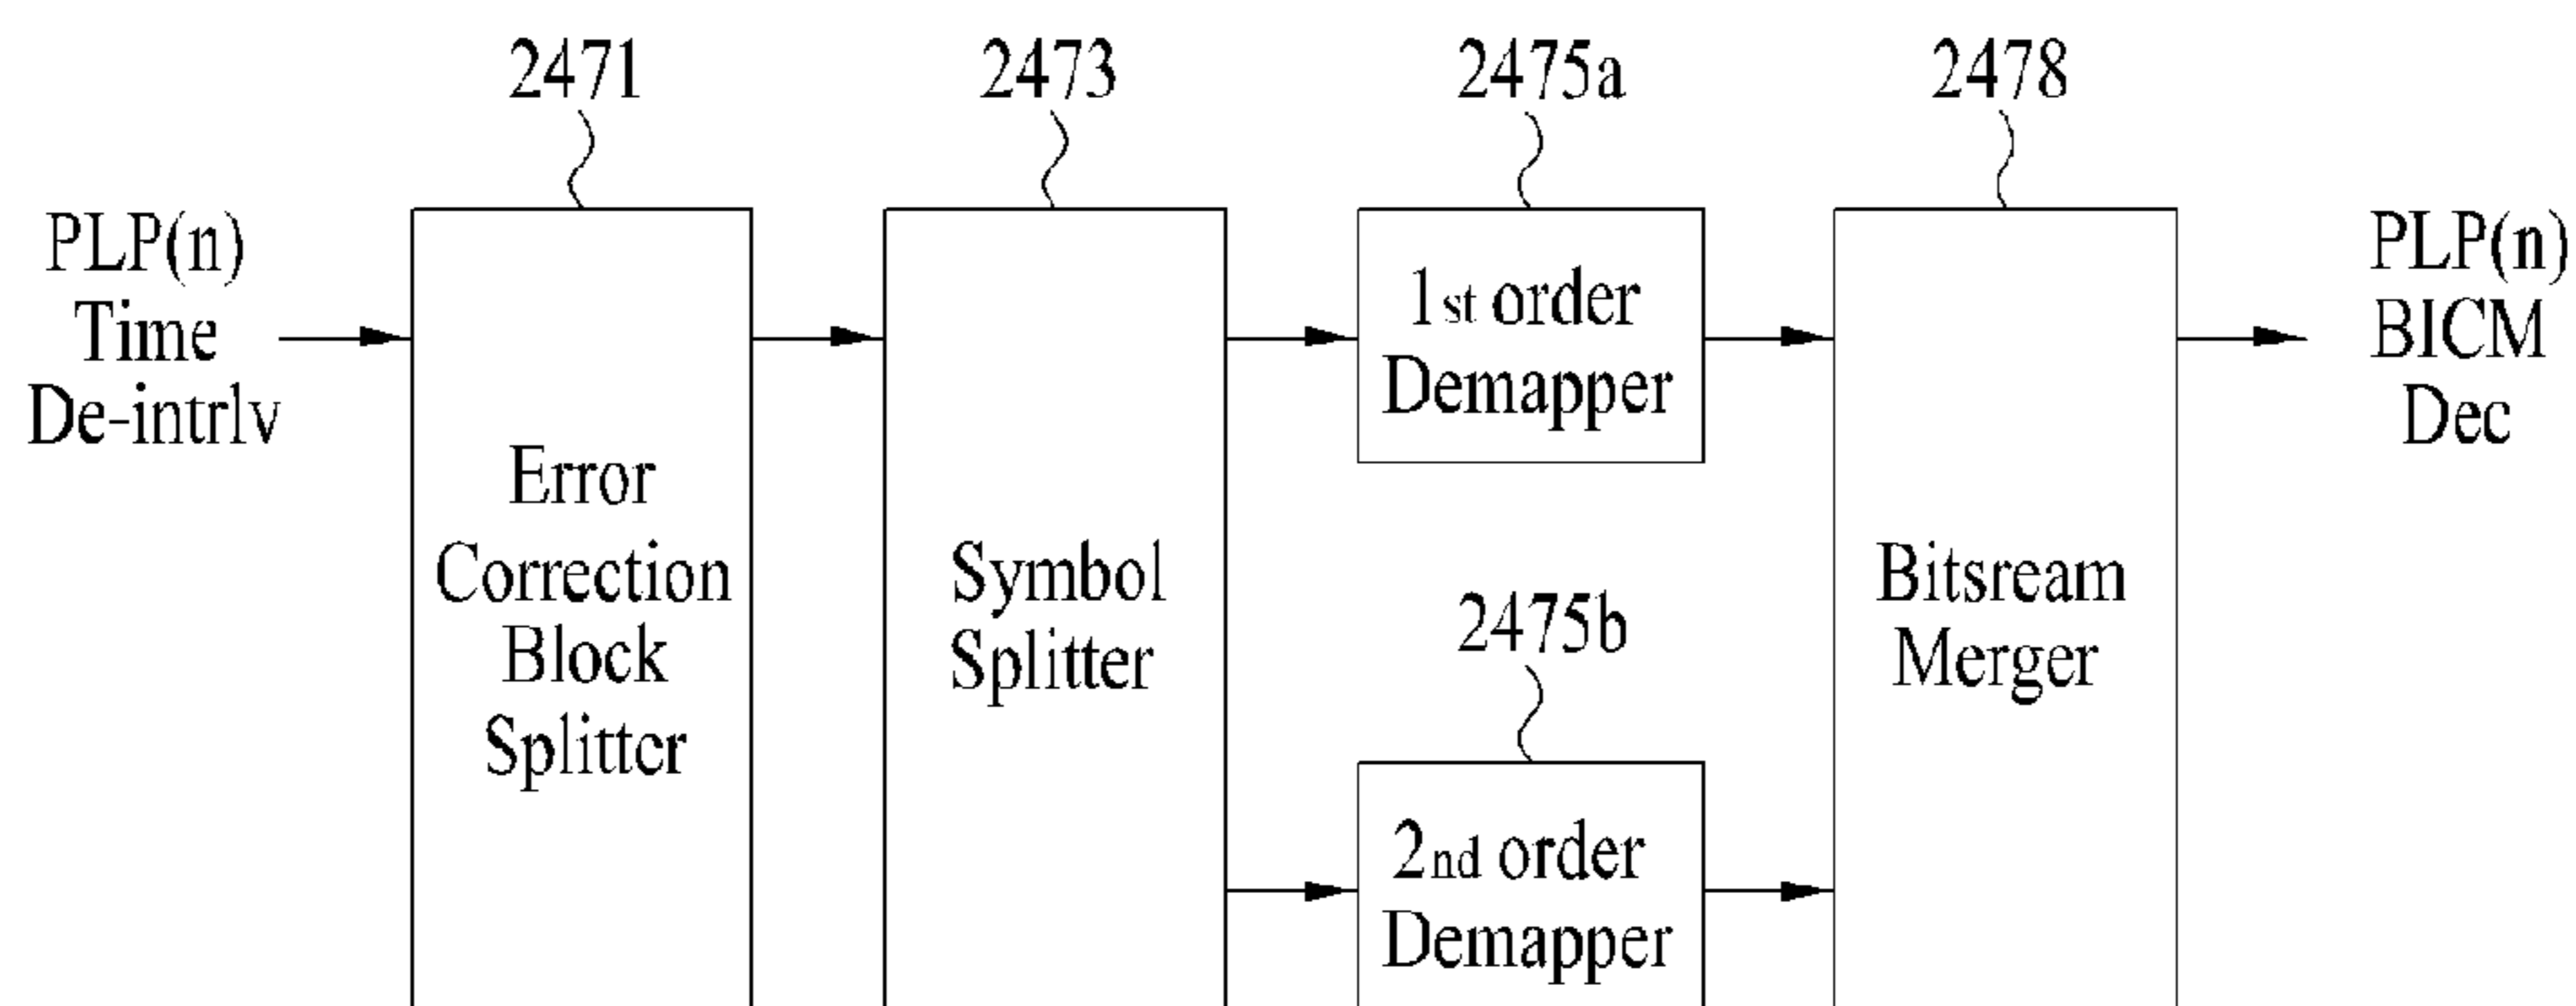 2471
2473
2475a
2478
PLP(n)
Time
De-intrlv
Error
Correction
Block
Splitter
Symbol
Splitter
1st order
Demapper
2475b
2nd order
Demapper
Bitsream
Merger
PLP(n)
BICM
Dec